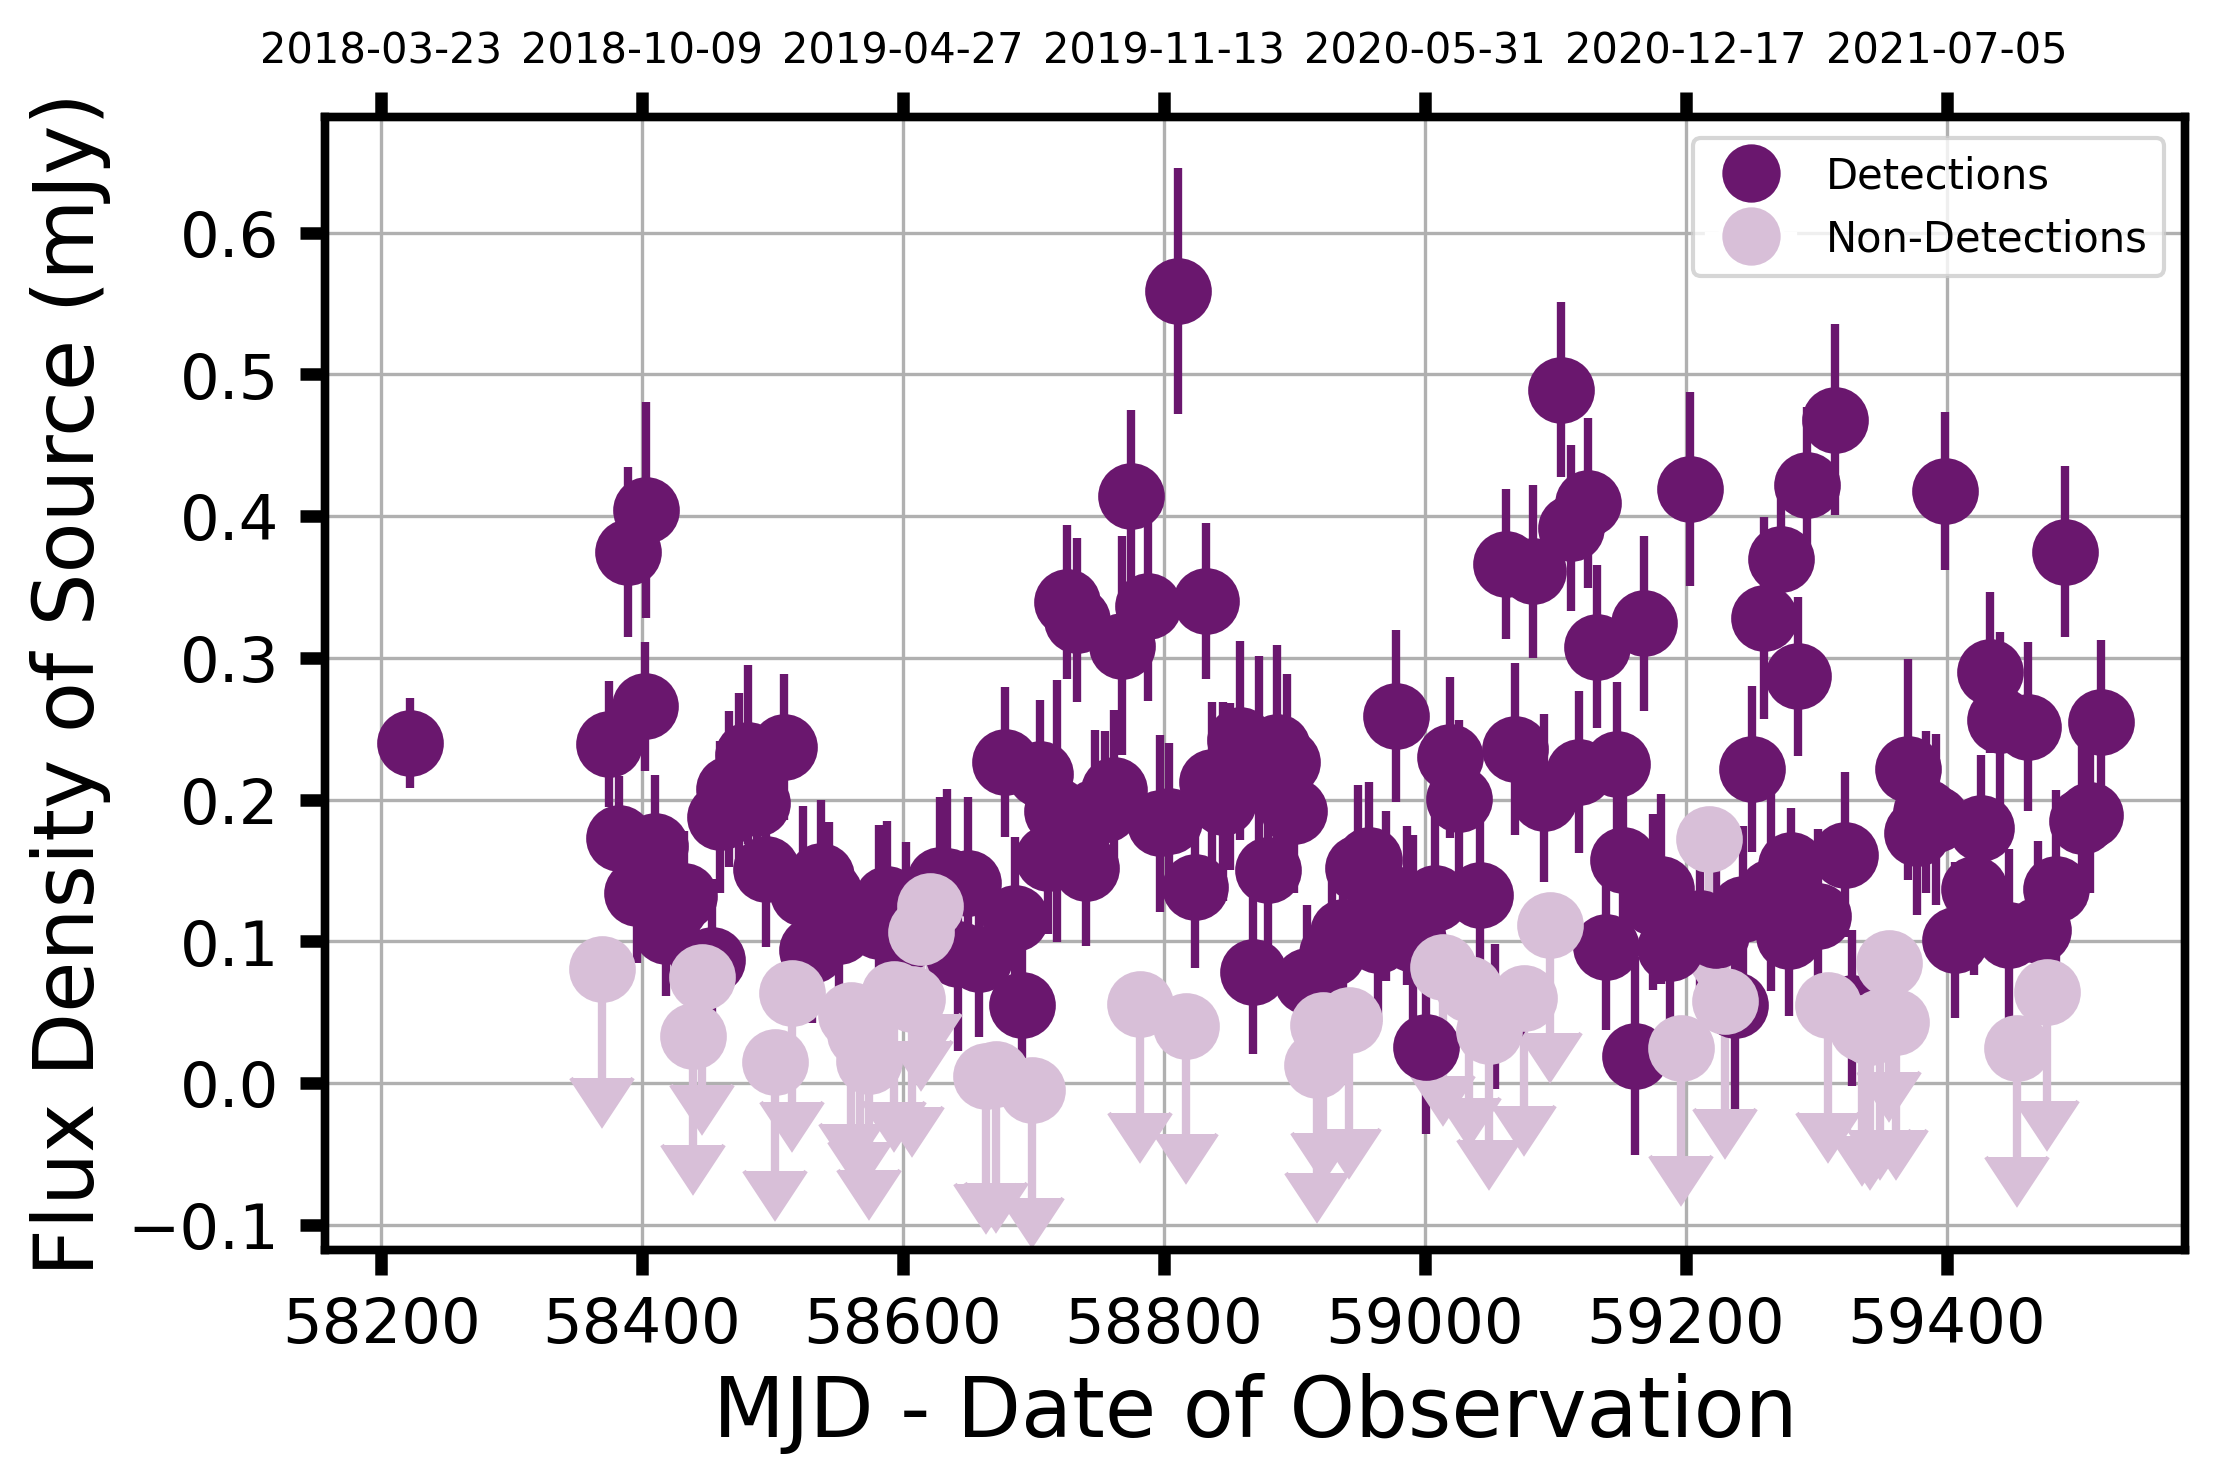 2018-03-23 2018-10-09 2019-04-27 2019-11-13 2020-05-31 2020-12-17 2021-07-05
Detections
Non-Detections
Flux Density of Source (mJy)
0.6
0.5
0.4
0.3
0.2
0.1
0.0
−0.1
58200 58400 58600 58800 59000 59200 59400
MJD - Date of Observation